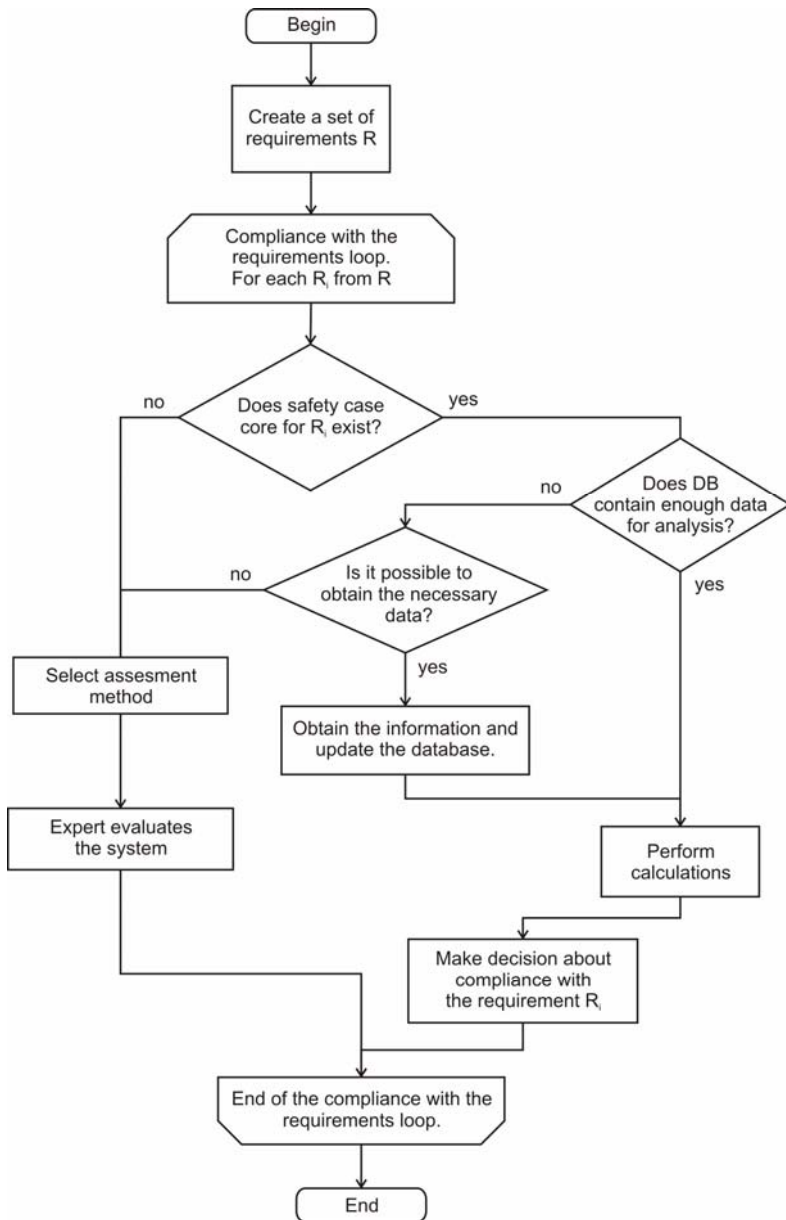 Begin
Create a set of
requirements R
Compliance with the
requirements loop.
For each Ri from R
no
yes
Does safety case
core for Ri exist?
no
Does DB
contain enough data
for analysis?
no
Is it possible to
obtain the necessary
data?
yes
yes
Select assesment
method
Obtain the information and
update the database.
Expert evaluates
the system
Perform
calculations
Make decision about
compliance with
the requirement Ri
End of the compliance with the
requirements loop.
End